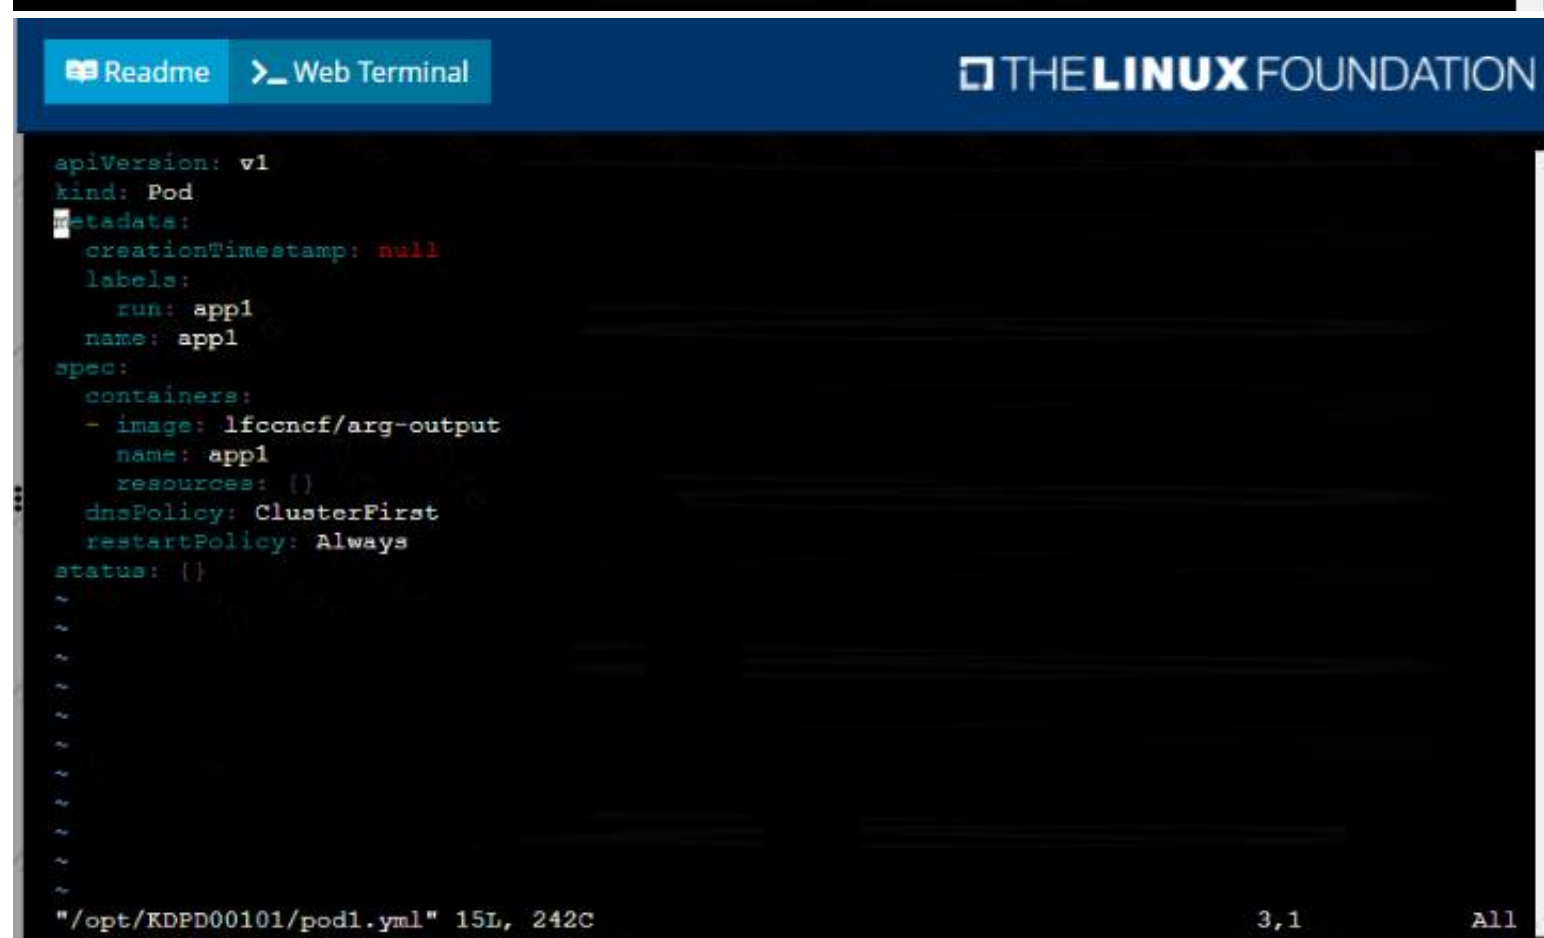 Readme >_ Web Terminal THE LINUX FOUNDATION
apiVersion: v1
kind: Pod
metadata:
  creationTimestamp: null
  labels:
    run: app1
  name: app1
spec:
  containers:
  - image: lfccncf/arg-output
    name: app1
    resources: {}
  dnsPolicy: ClusterFirst
  restartPolicy: Always
status: {}
~
~
~
~
~
~
~
~
~
~
~
"/opt/KDPD00101/pod1.yml" 15L, 242C 3,1 All